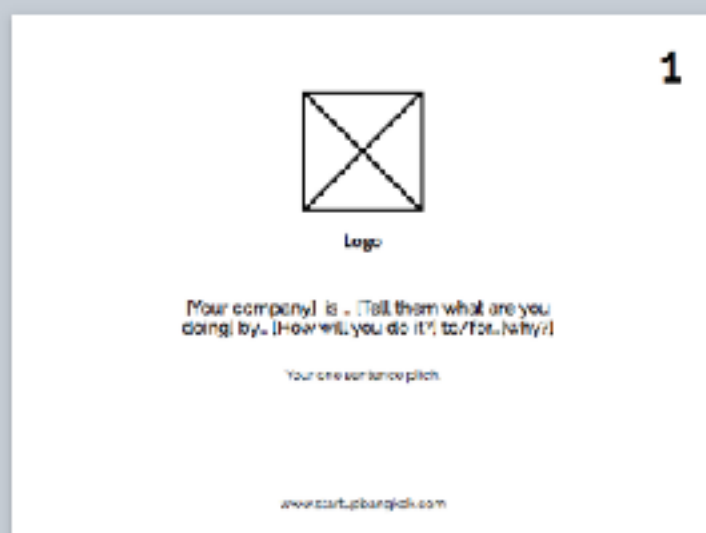 1
Logo
[Your company] is .. [Tell them what are you
doing] by.. [How will you do it?] to/for..[why?]
Your one sentence pitch.
www.startupbangkok.com